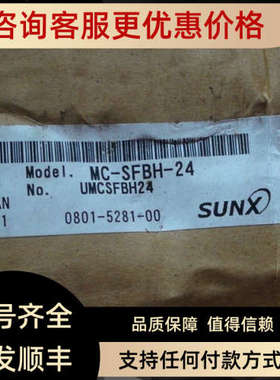 咨询客服更优惠价格
Model. MC-SFBH-24
No. UMCSFBH24
AN
1 0801-5281-00
SUNX
号齐全
品质保障 值得信赖
发顺丰
支持任何付款方式